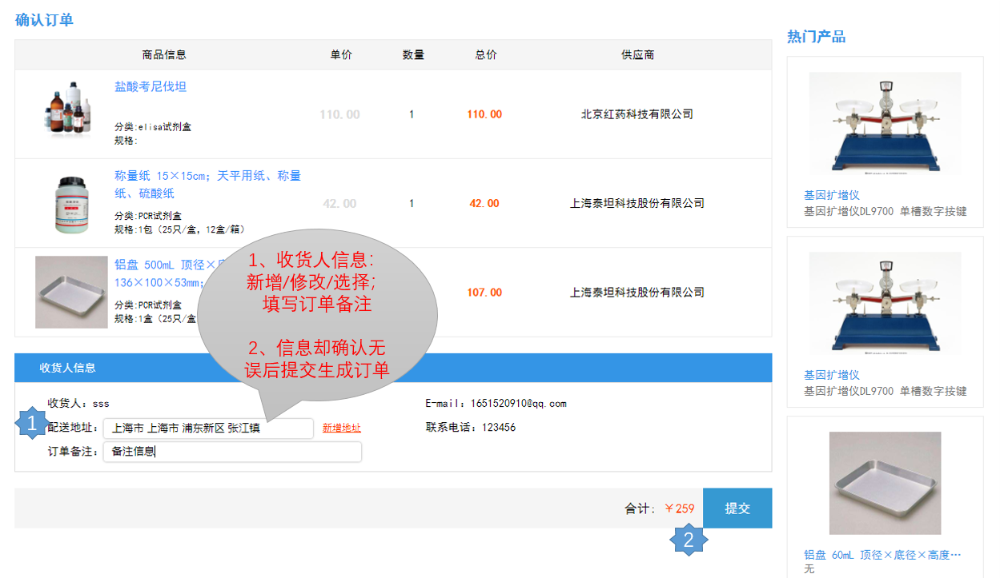 确认订单
商品信息 单价 数量 总价 供应商
盐酸考尼伐坦
分类:elisa试剂盒
规格:
110.00 1 110.00 北京红药科技有限公司
称量纸 15×15cm; 天平用纸、称量
纸、硫酸纸
分类:PCR试剂盒
规格:1包（25只/盒，12盒/箱）
42.00 1 42.00 上海泰坦科技股份有限公司
铝盘 500mL 顶径×
136×100×53mm;
分类:PCR试剂盒
规格:1盒（25只/盒
107.00 上海泰坦科技股份有限公司
1、收货人信息：
新增/修改/选择；
填写订单备注
2、信息却确认无
误后提交生成订单
收货人信息
收货人: sss
E-mail: 1651520910@qq.com
1
配送地址: 上海市 上海市 浦东新区 张江镇 新增地址
联系电话: 123456
订单备注: 备注信息
合计: ￥259 提交
2
热门产品
基因扩增仪
基因扩增仪DL9700 单槽数字按键
基因扩增仪
基因扩增仪DL9700 单槽数字按键
铝盘 60mL 顶径×底径×高度…
无